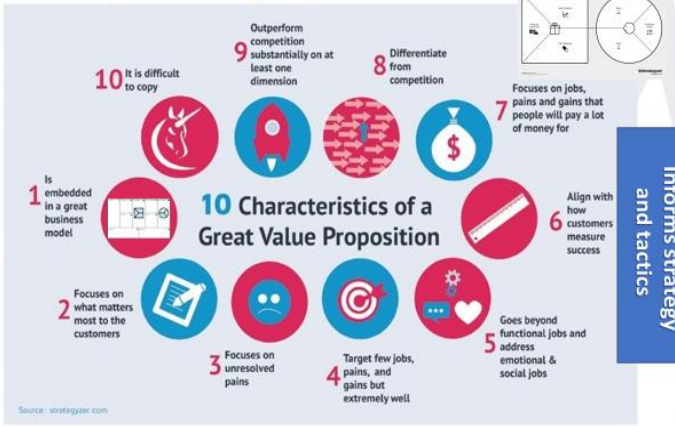 10 It is difficult
to copy
9 Outperform
competition
substantially on at
least one
dimension
8 Differentiate
from
competition
7 Focuses on jobs,
pains and gains that
people will pay a lot
of money for
1 Is
embedded
in a great
business
model
10 Characteristics of a
Great Value Proposition
6 Align with
how
customers
measure
success
2 Focuses on
what matters
most to the
customers
3 Focuses on
unresolved
pains
4 Target few jobs,
pains, and
gains but
extremely well
5 Goes beyond
functional jobs and
address
emotional &
social jobs
$
Informs strategy
and tactics
Source: strategyzer.com